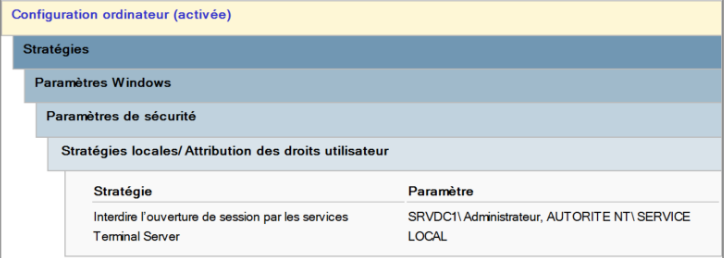 Configuration ordinateur (activée)
Stratégies
Paramètres Windows
Paramètres de sécurité
Stratégies locales/ Attribution des droits utilisateur
Stratégie Paramètre
Interdire l'ouverture de session par les services SRVDC1\ Administrateur, AUTORITE NT\ SERVICE
Terminal Server LOCAL